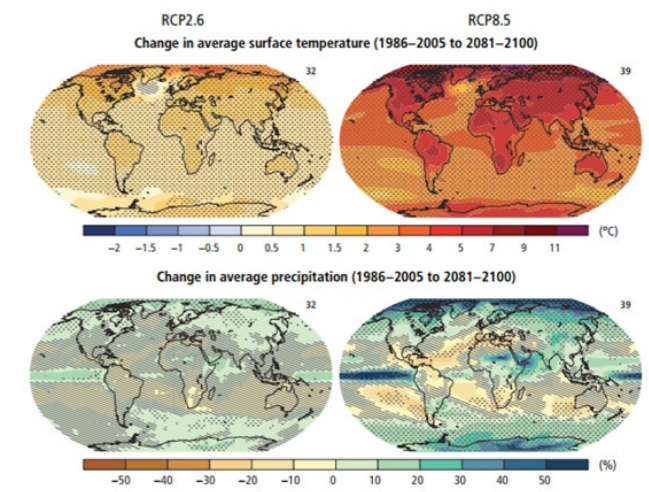 RCP2.6 RCP8.5
Change in average surface temperature (1986–2005 to 2081–2100)
32 39
−2 −1.5 −1 −0.5 0 0.5 1 1.5 2 3 4 5 7 9 11 (°C)
Change in average precipitation (1986–2005 to 2081–2100)
32 39
−50 −40 −30 −20 −10 0 10 20 30 40 50 (%)